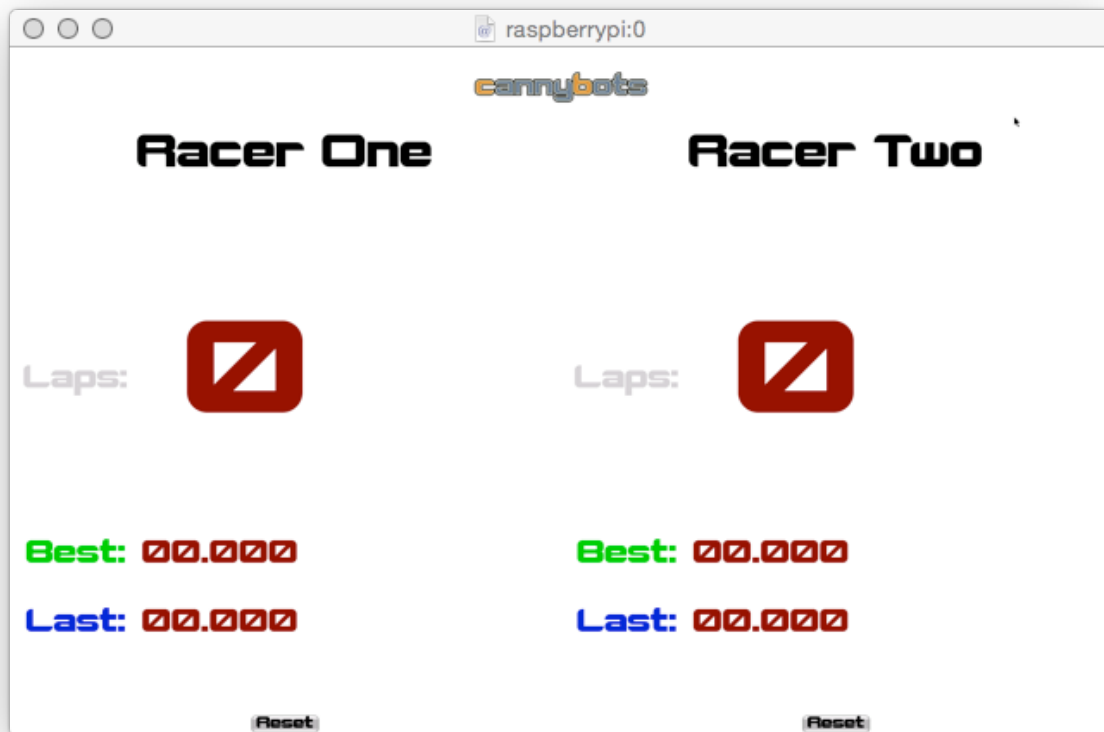 raspberrypi:0
cannybots
Racer One Racer Two
Laps: 0 Laps: 0
Best: 00.000 Best: 00.000
Last: 00.000 Last: 00.000
Reset Reset